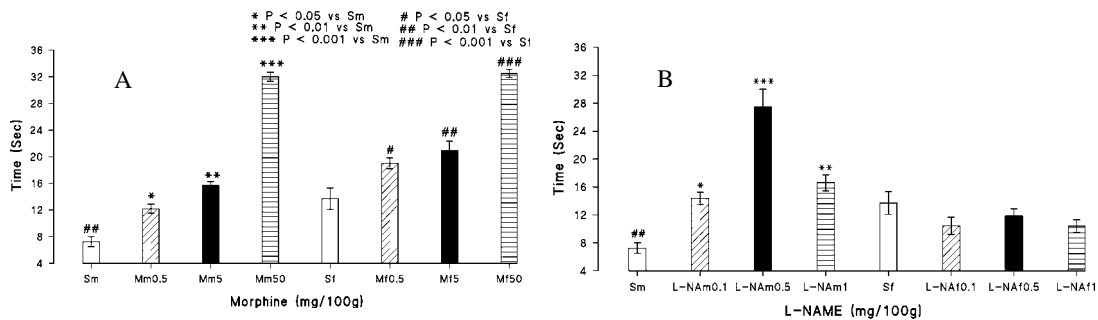 * P < 0.05 vs Sm # P < 0.05 vs Sf
** P < 0.01 vs Sm ## P < 0.01 vs Sf
*** P < 0.001 vs Sm ### P < 0.001 vs Sf
A
Time (Sec)
36
32
28
24
20
16
12
8
4
##
*
**
***
#
##
###
Sm Mm0.5 Mm5 Mm50 Sf Mf0.5 Mf5 Mf50
Morphine (mg/100g)
B
Time (Sec)
36
32
28
24
20
16
12
8
4
##
*
***
**
Sm L-NAm0.1 L-NAm0.5 L-NAm1 Sf L-NAf0.1 L-NAf0.5 L-NAf1
L-NAME (mg/100g)